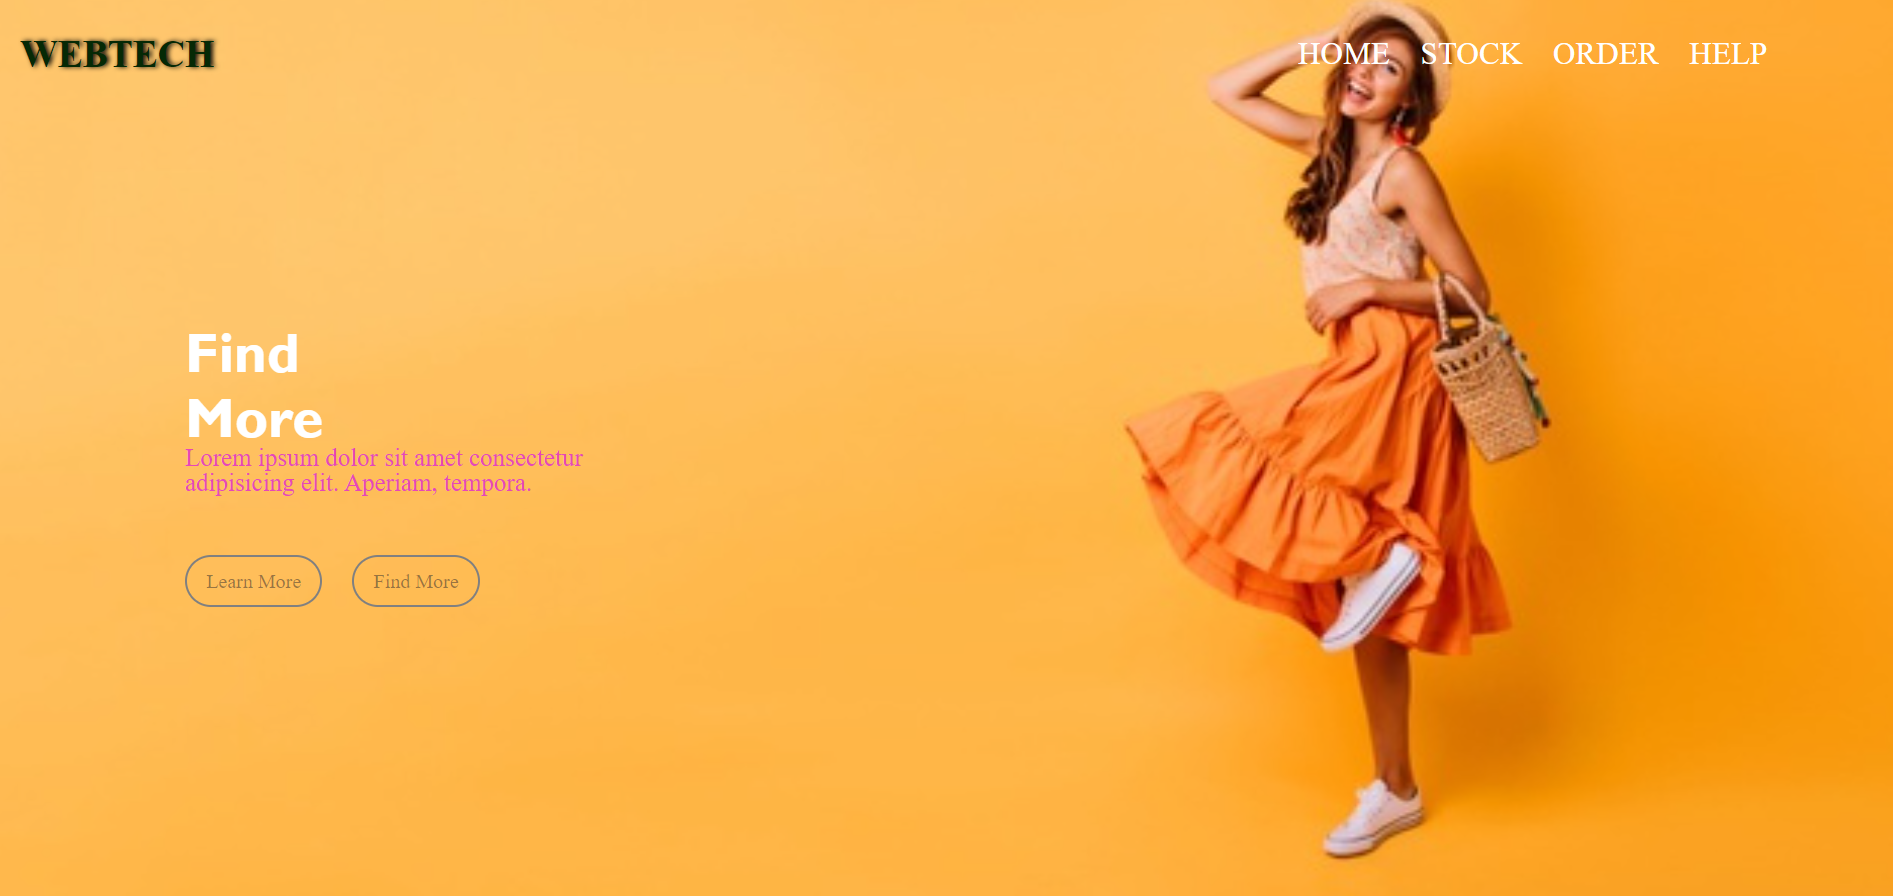 WEBTECH
HOME STOCK ORDER HELP
Find
More
Lorem ipsum dolor sit amet consectetur
adipisicing elit. Aperiam, tempora.
Learn More Find More